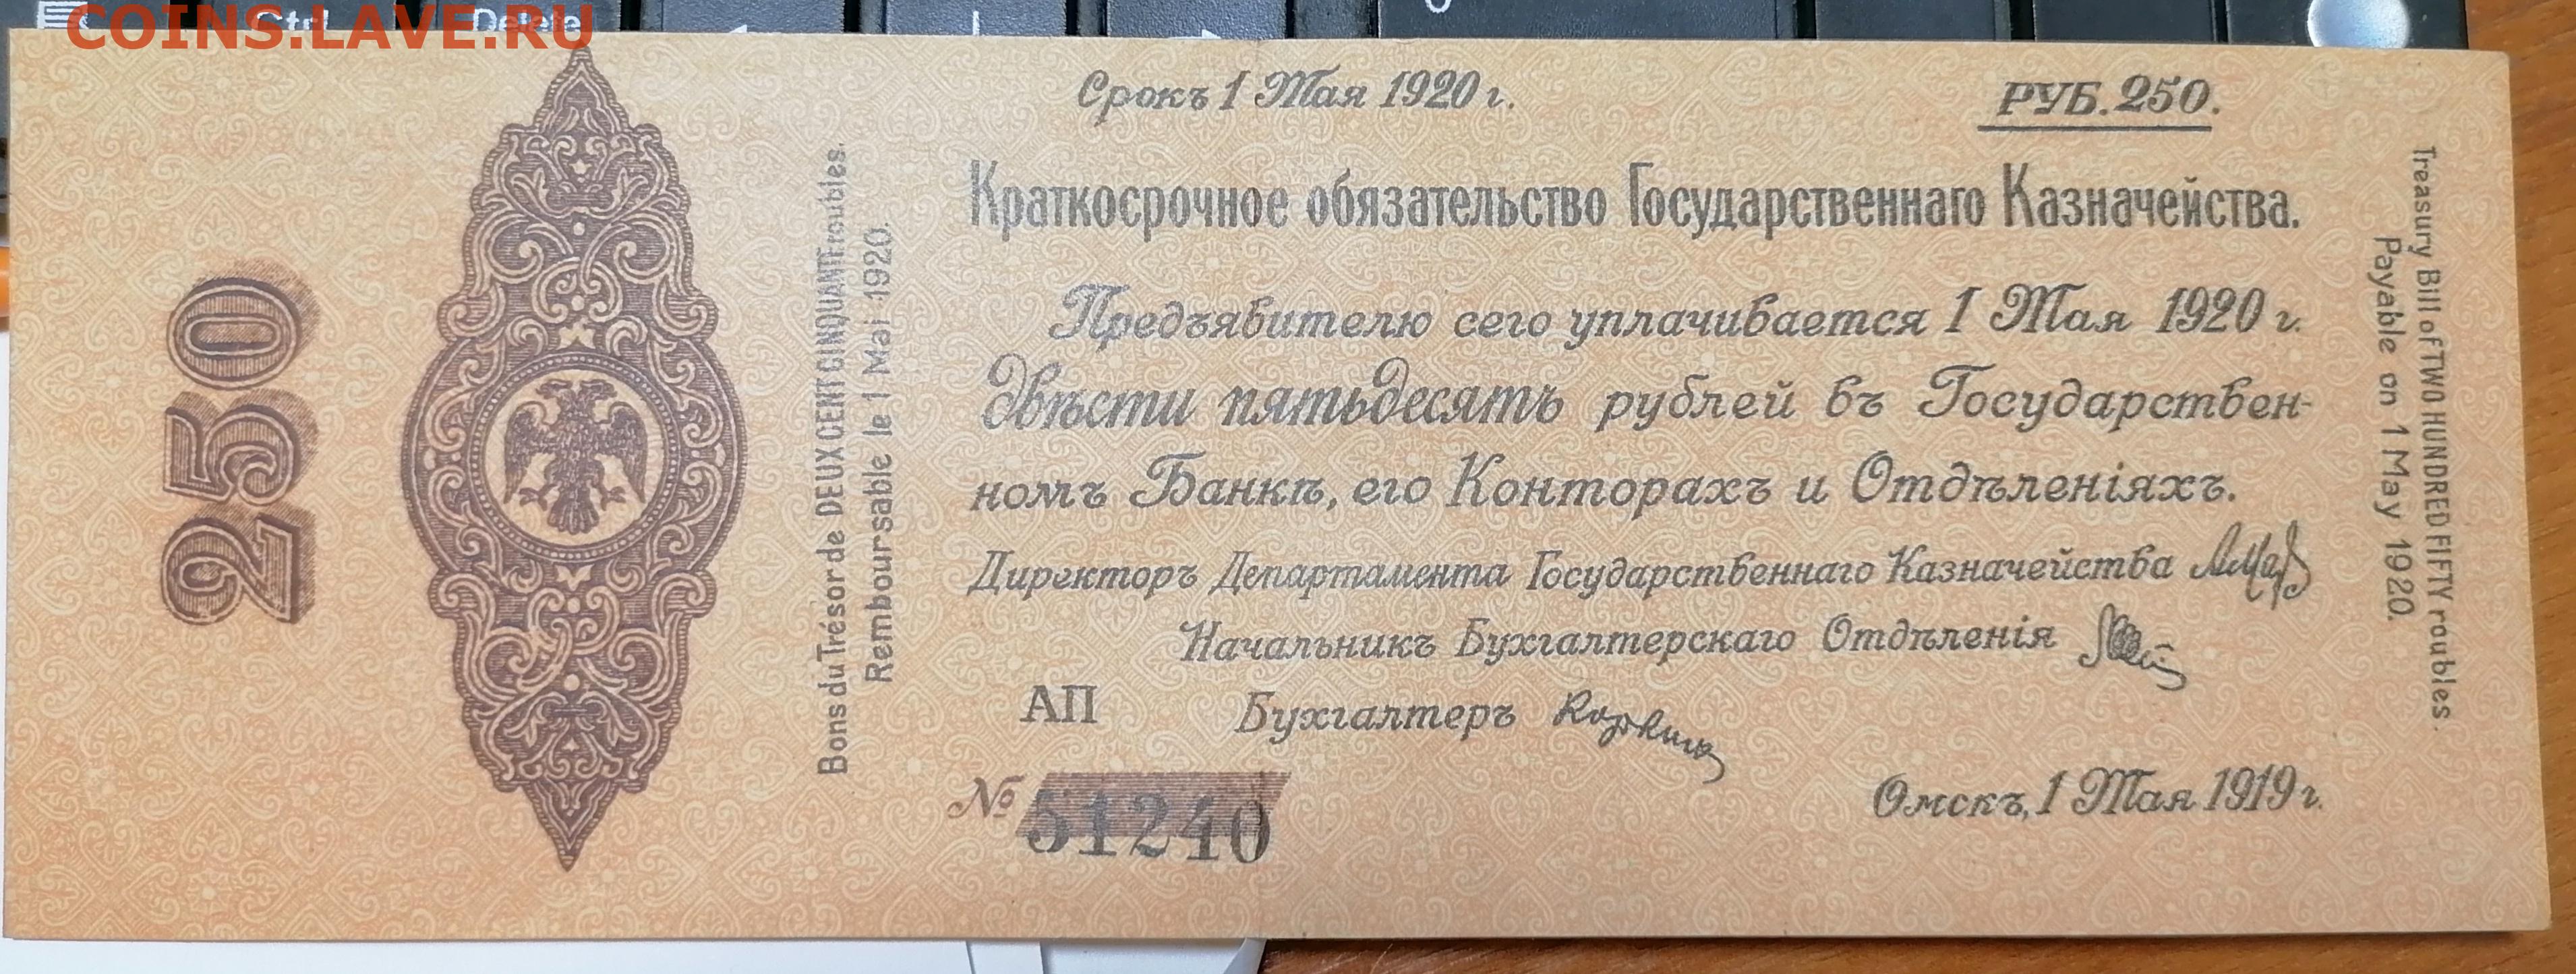 COINS.LAVE.RU
Ctrl
Delete
Срокъ 1 Мая 1920 г.
РУБ. 250.
250
Bons du Trésor de DEUX CENT CINQUANTE roubles.
Remboursable le 1 Mai 1920.
Краткосрочное обязательство Государственнаго Казначейства.
Предъявителю сего уплачивается 1 Мая 1920 г.
Двѣсти пятьдесятъ рублей въ Государствен-
номъ Банкѣ, его Конторахъ и Отдѣленіяхъ.
Директоръ Департамента Государственнаго Казначейства
Начальникъ Бухгалтерскаго Отдѣленія
АП
Бухгалтеръ
№ 51240
Омскъ, 1 Мая 1919 г.
Treasury Bill of TWO HUNDRED FIFTY roubles.
Payable on 1 May 1920.